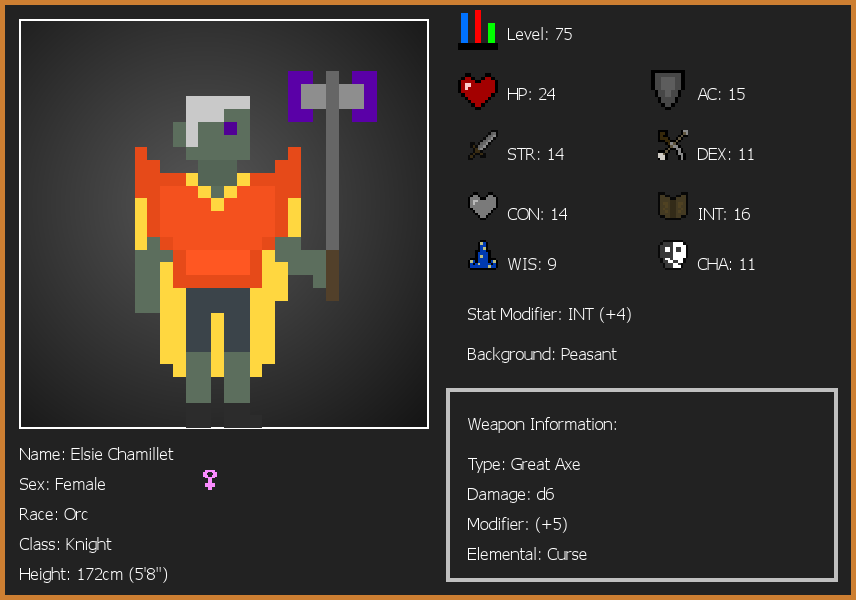 Level: 75
HP: 24
AC: 15
STR: 14
DEX: 11
CON: 14
INT: 16
WIS: 9
CHA: 11
Stat Modifier: INT (+4)
Background: Peasant
Weapon Information:
Type: Great Axe
Damage: d6
Modifier: (+5)
Elemental: Curse
Name: Elsie Chamillet
Sex: Female
Race: Orc
Class: Knight
Height: 172cm (5'8")